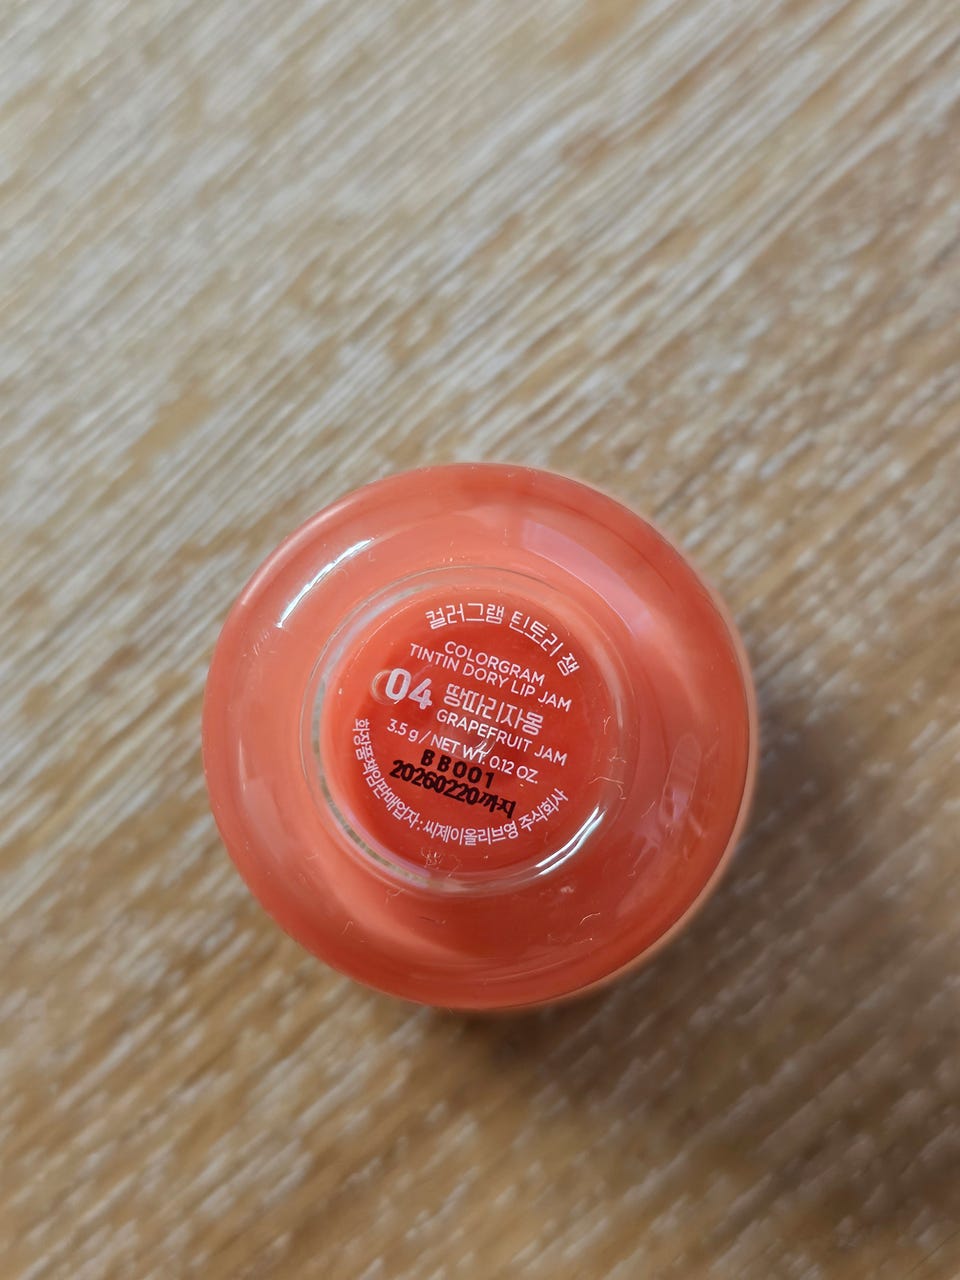 컬러그램 틴토리 잼
COLORGRAM
TINTIN DORY LIP JAM
04 땅따리자몽
GRAPEFRUIT JAM
3.5 g / NET WT. 0.12 OZ.
BB001
20260220까지
화장품책임판매업자 : 씨제이올리브영 주식회사